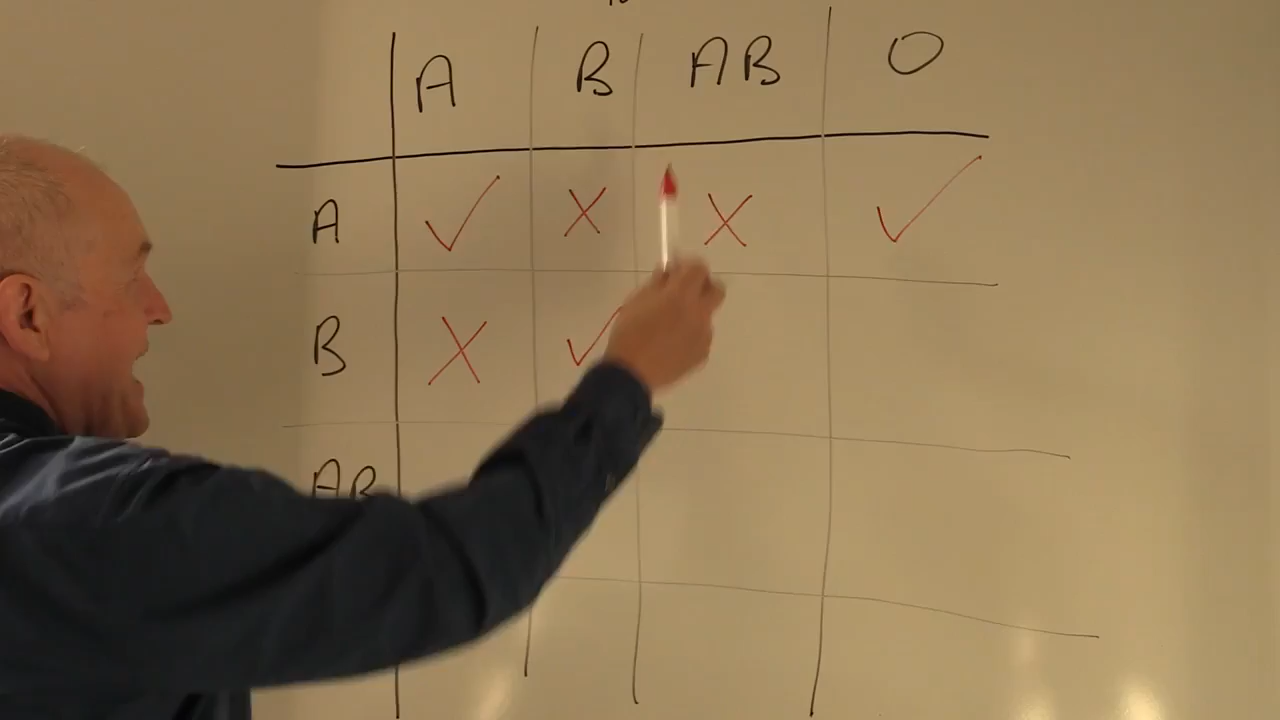 A B AB O
A ✓ X X ✓
B X ✓
AB